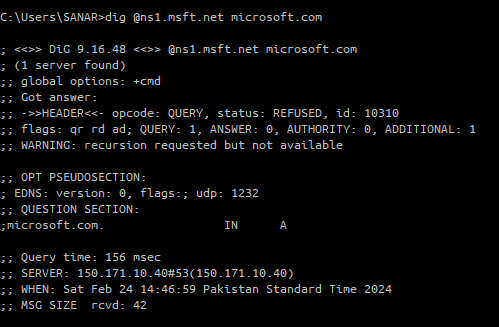 C:\Users\SANAR>dig @ns1.msft.net microsoft.com
; <<>> DiG 9.16.48 <<>> @ns1.msft.net microsoft.com
; (1 server found)
;; global options: +cmd
;; Got answer:
;; ->>HEADER<<- opcode: QUERY, status: REFUSED, id: 10310
;; flags: qr rd ad; QUERY: 1, ANSWER: 0, AUTHORITY: 0, ADDITIONAL: 1
;; WARNING: recursion requested but not available
;; OPT PSEUDOSECTION:
; EDNS: version: 0, flags:; udp: 1232
;; QUESTION SECTION:
;microsoft.com. IN A
;; Query time: 156 msec
;; SERVER: 150.171.10.40#53(150.171.10.40)
;; WHEN: Sat Feb 24 14:46:59 Pakistan Standard Time 2024
;; MSG SIZE rcvd: 42